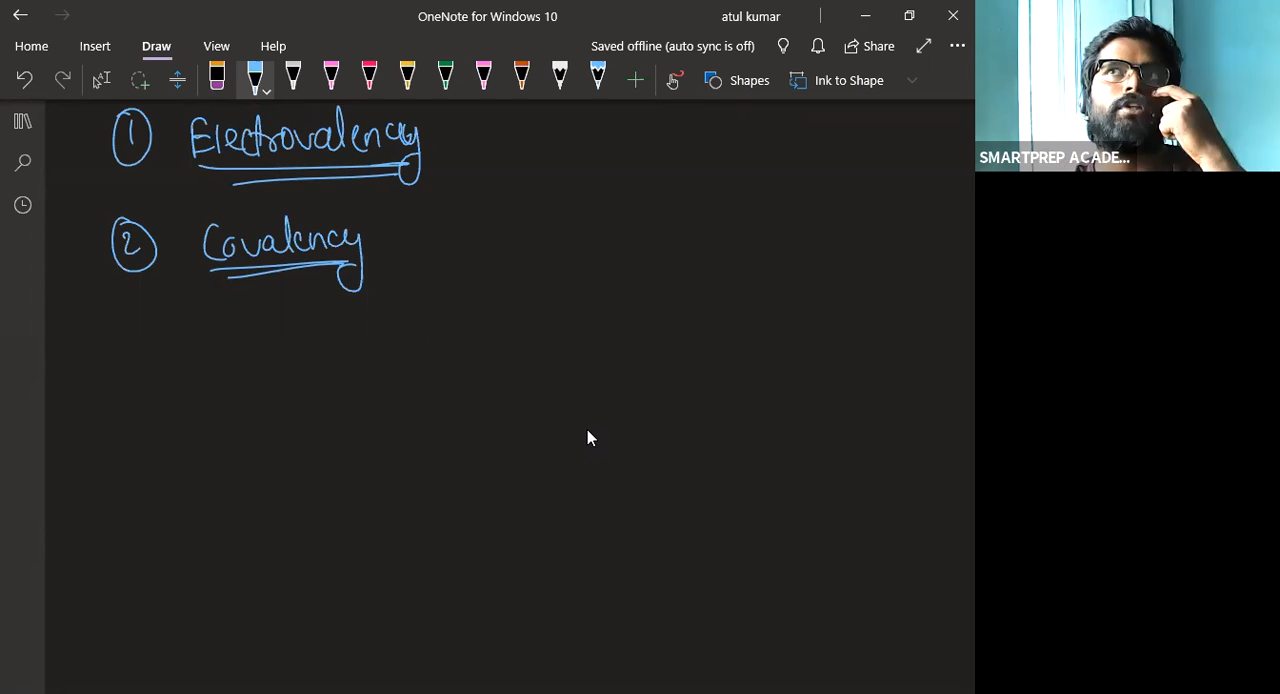 OneNote for Windows 10
atul kumar
Home Insert Draw View Help
Saved offline (auto sync is off)
Share
Shapes
Ink to Shape
SMARTPREP ACADE...
1 Electrovalency
2 Covalency